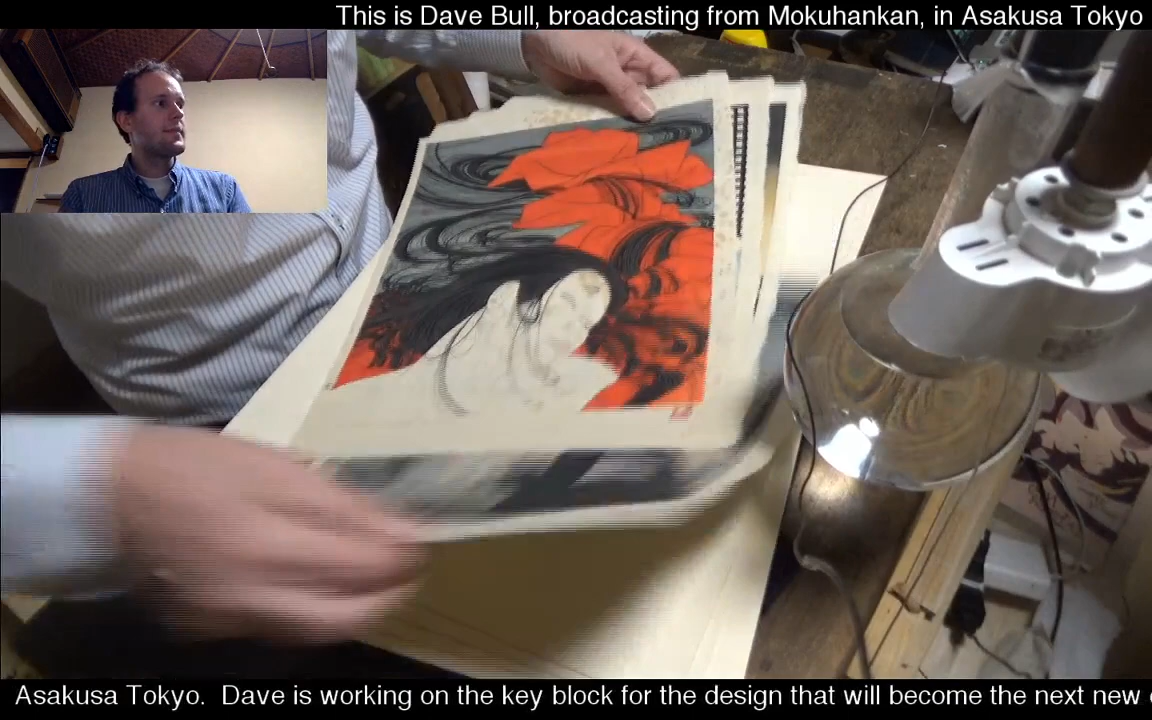 This is Dave Bull, broadcasting from Mokuhankan, in Asakusa Tokyo
Asakusa Tokyo. Dave is working on the key block for the design that will become the next new